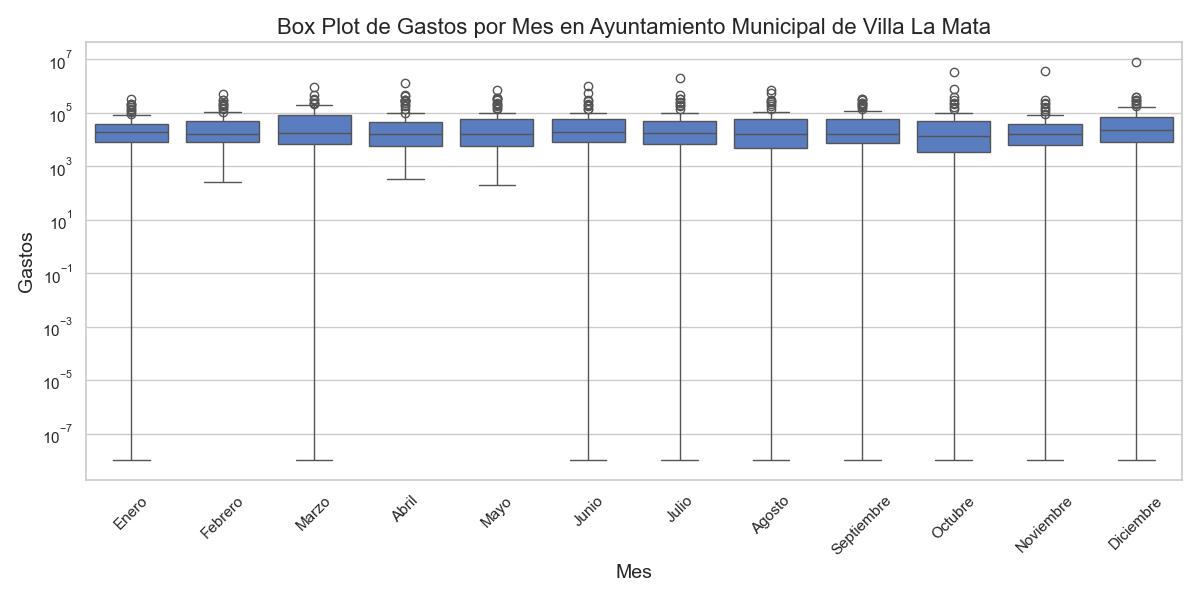 Box Plot de Gastos por Mes en Ayuntamiento Municipal de Villa La Mata
10^7
10^5
10^3
10^1
10^−1
10^−3
10^−5
10^−7
Gastos
Enero
Febrero
Marzo
Abril
Mayo
Junio
Julio
Agosto
Septiembre
Octubre
Noviembre
Diciembre
Mes